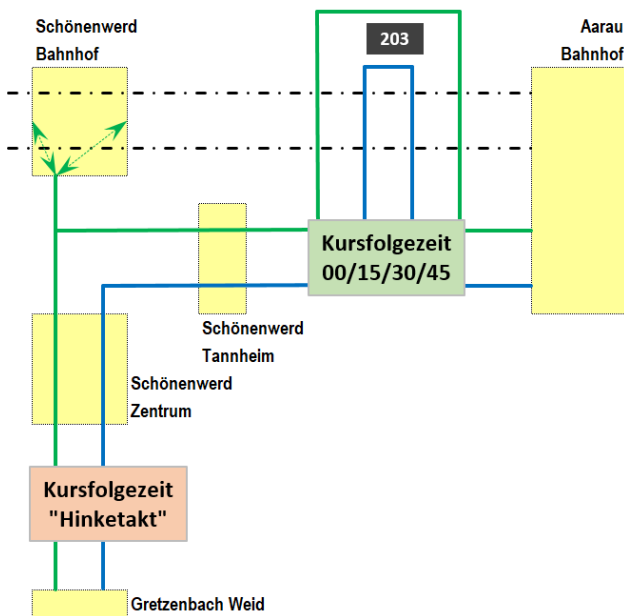 Schönenwerd
Bahnhof
203
Aarau
Bahnhof
Kursfolgezeit
00/15/30/45
Schönenwerd
Tannheim
Schönenwerd
Zentrum
Kursfolgezeit
"Hinketakt"
Gretzenbach Weid